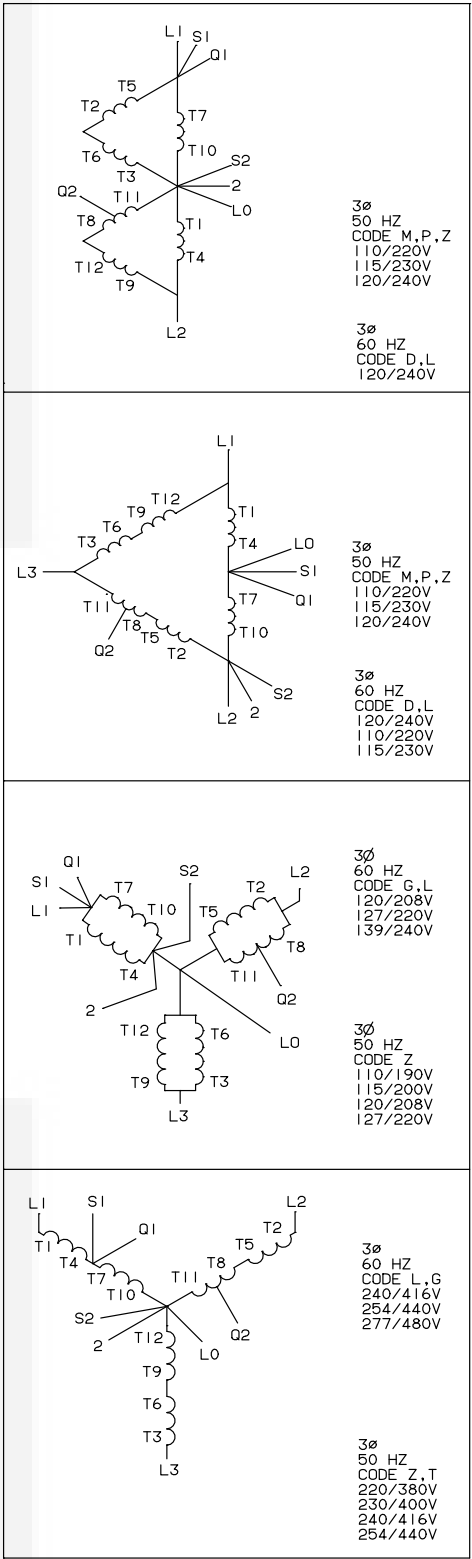 L1
S1
Q1
T5
T2
T7
T6
T10
T3
S2
Q2
T11
2
T8
L0
T1
T12
T4
T9
L2
3ø
50 HZ
CODE M,P,Z
110/220V
115/230V
120/240V
3ø
60 HZ
CODE D,L
120/240V
L1
T12
T9
T1
T6
T3
T4
L0
L3
S1
T11
T7
Q1
T8
T5
T10
Q2
T2
S2
L2
2
3ø
50 HZ
CODE M,P,Z
110/220V
115/230V
120/240V
3ø
60 HZ
CODE D,L
120/240V
110/220V
115/230V
Q1
S2
L2
S1
T7
T2
L1
T10
T5
T1
T8
T4
T11
Q2
2
L0
T12
T6
T9
T3
L3
3Ø
60 HZ
CODE G,L
120/208V
127/220V
139/240V
3Ø
50 HZ
CODE Z
110/190V
115/200V
120/208V
127/220V
L1
S1
L2
Q1
T2
T1
T5
T4
T8
T7
T11
T10
S2
Q2
2
T12
L0
T9
T6
T3
L3
3ø
60 HZ
CODE L,G
240/416V
254/440V
277/480V
3ø
50 HZ
CODE Z,T
220/380V
230/400V
240/416V
254/440V